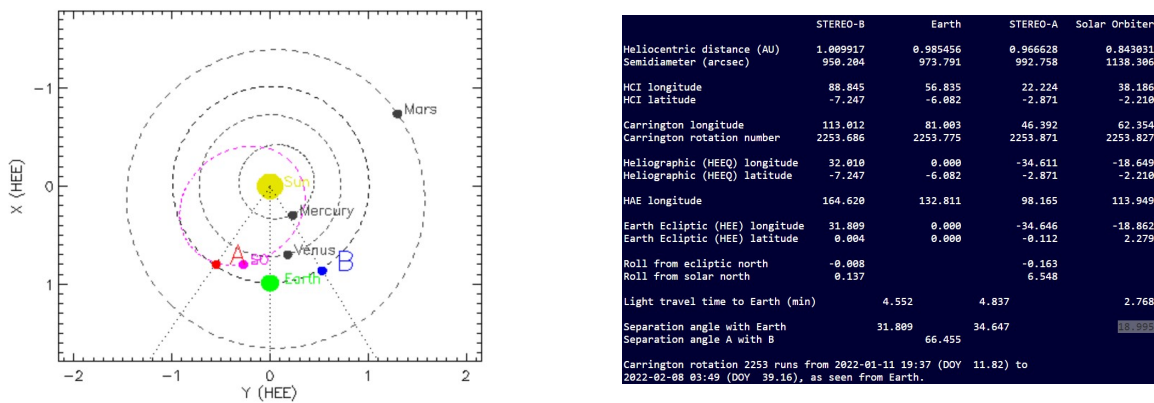 -1
0
1
-2
-1
0
1
2
X (HEE)
Y (HEE)
Mars
Sun
Mercury
Venus
A
SO
B
Earth
STEREO-B Earth STEREO-A Solar Orbiter
Heliocentric distance (AU) 1.009917 0.985456 0.966628 0.843031
Semidiameter (arcsec) 950.204 973.791 992.758 1138.306
HCI longitude 88.845 56.835 22.224 38.186
HCI latitude -7.247 -6.082 -2.871 -2.210
Carrington longitude 113.012 81.003 46.392 62.354
Carrington rotation number 2253.686 2253.775 2253.871 2253.827
Heliographic (HEEQ) longitude 32.010 0.000 -34.611 -18.649
Heliographic (HEEQ) latitude -7.247 -6.082 -2.871 -2.210
HAE longitude 164.620 132.811 98.165 113.949
Earth Ecliptic (HEE) longitude 31.809 0.000 -34.646 -18.862
Earth Ecliptic (HEE) latitude 0.004 0.000 -0.112 2.279
Roll from ecliptic north -0.008 -0.163
Roll from solar north 0.137 6.548
Light travel time to Earth (min) 4.552 4.837 2.768
Separation angle with Earth 31.809 34.647 18.995
Separation angle A with B 66.455
Carrington rotation 2253 runs from 2022-01-11 19:37 (DOY 11.82) to
2022-02-08 03:49 (DOY 39.16), as seen from Earth.